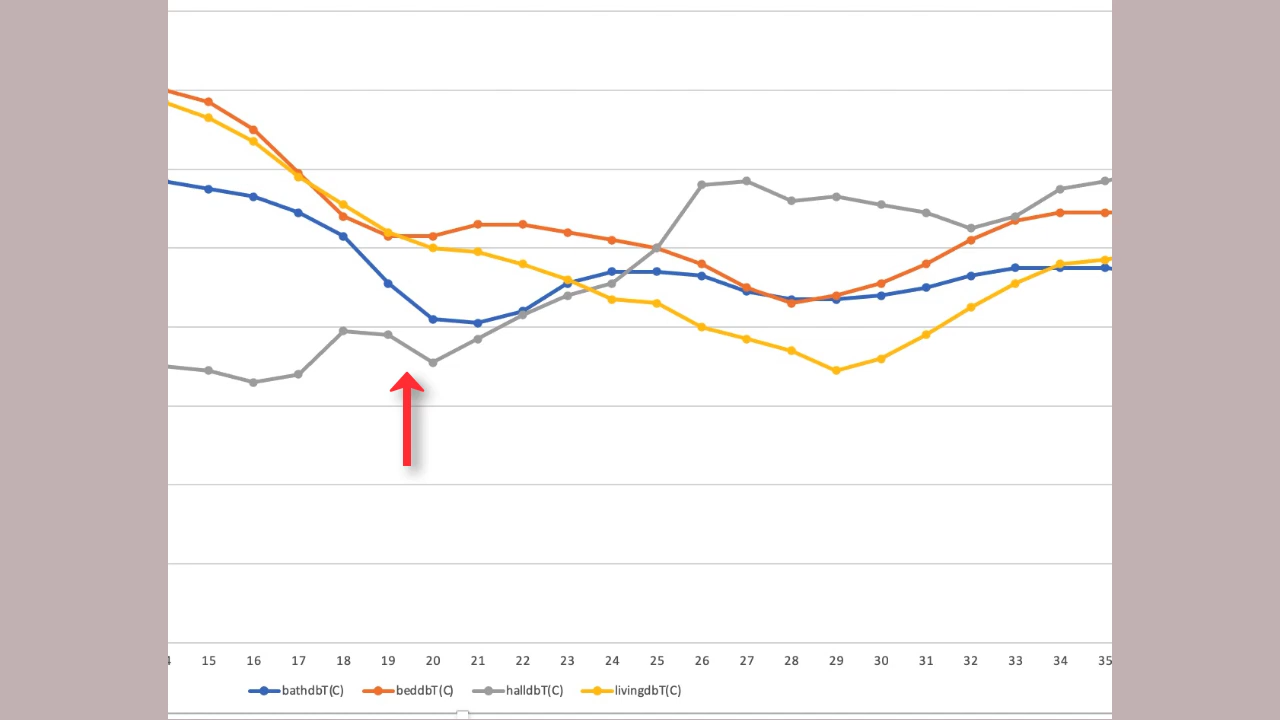 15 16 17 18 19 20 21 22 23 24 25 26 27 28 29 30 31 32 33 34 35
bathdbT(C) beddbT(C) halldbT(C) livingdbT(C)